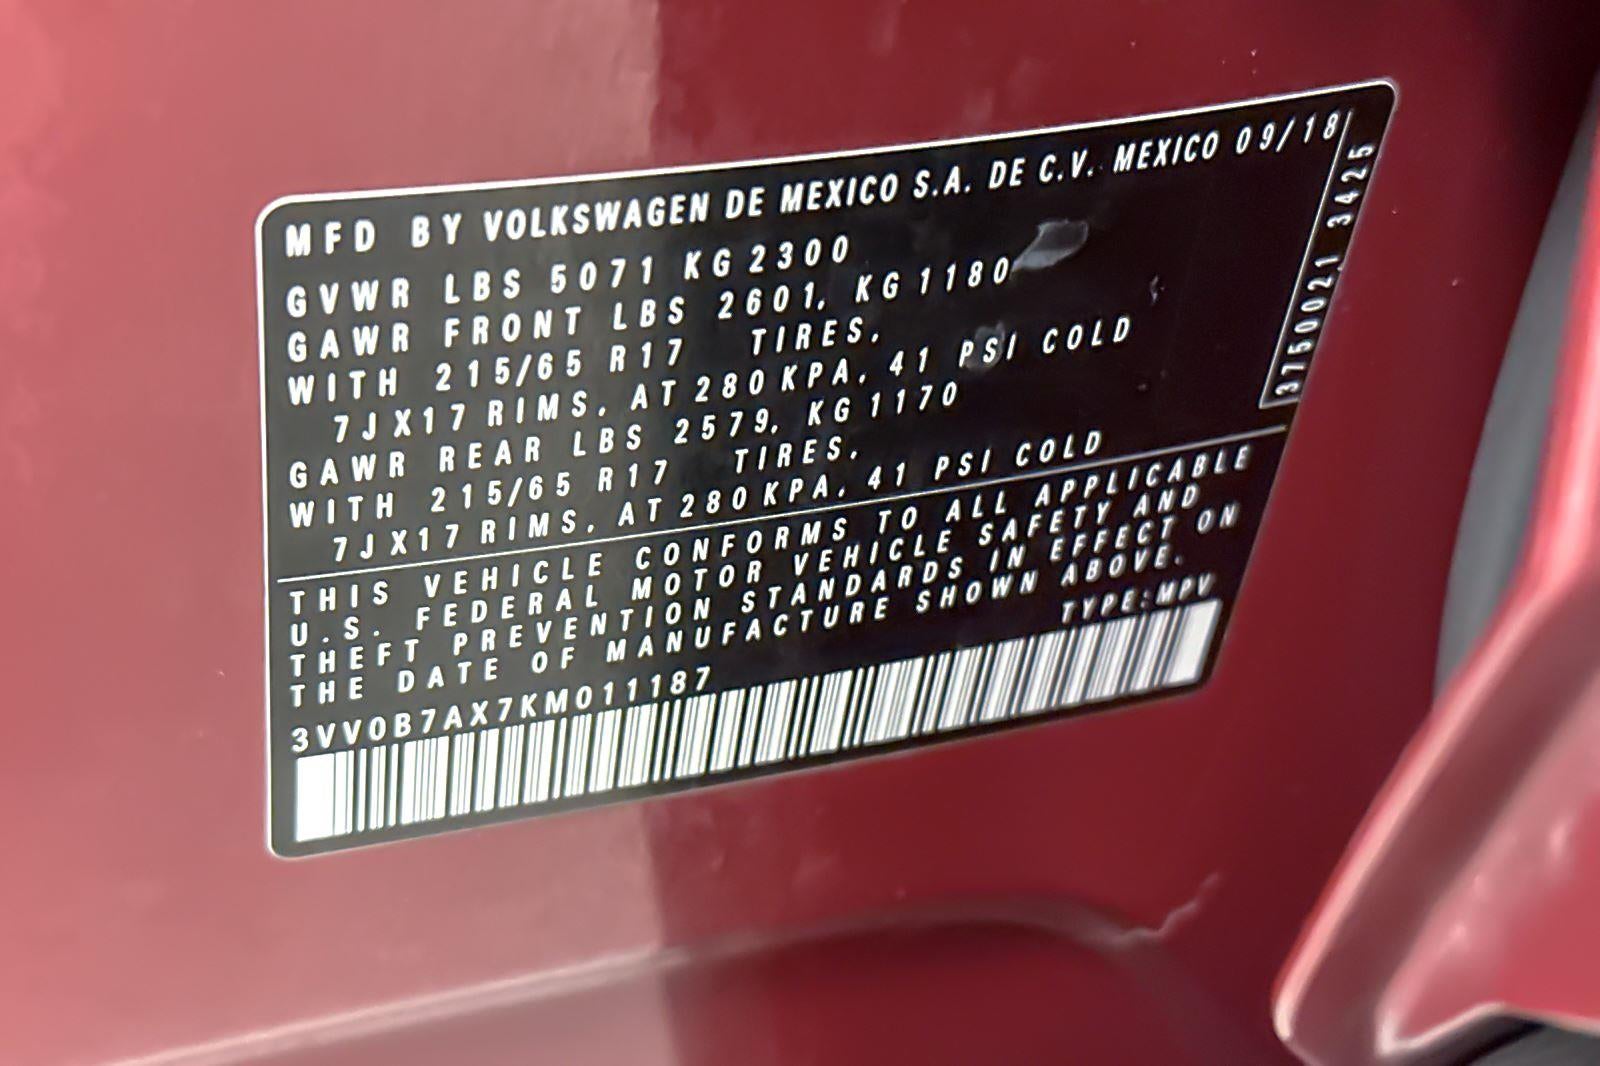 MFD BY VOLKSWAGEN DE MEXICO S.A. DE C.V. MEXICO 09/18
GVWR LBS 5071 KG 2300
GAWR FRONT LBS 2601, KG 1180
WITH 215/65 R17 TIRES,
7JX17 RIMS, AT 280 KPA, 41 PSI COLD
GAWR REAR LBS 2579, KG 1170
WITH 215/65 R17 TIRES,
7JX17 RIMS, AT 280 KPA, 41 PSI COLD
THIS VEHICLE CONFORMS TO ALL APPLICABLE
U.S. FEDERAL MOTOR VEHICLE SAFETY AND
THEFT PREVENTION STANDARDS IN EFFECT ON
THE DATE OF MANUFACTURE SHOWN ABOVE.
TYPE:MPV
3VV0B7AX7KM011187
3750021 3425